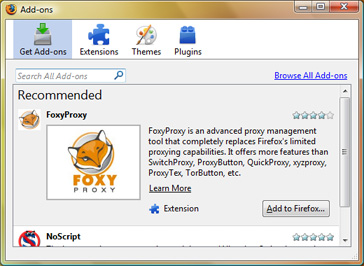 Add-ons
Get Add-ons Extensions Themes Plugins
Search All Add-ons Browse All Add-ons
Recommended
FoxyProxy
FoxyProxy is an advanced proxy management
tool that completely replaces Firefox's limited
proxying capabilities. It offers more features than
SwitchProxy, ProxyButton, QuickProxy, xyzproxy,
ProxyTex, TorButton, etc.
FOXY
PROXY
Learn More
Extension Add to Firefox...
NoScript